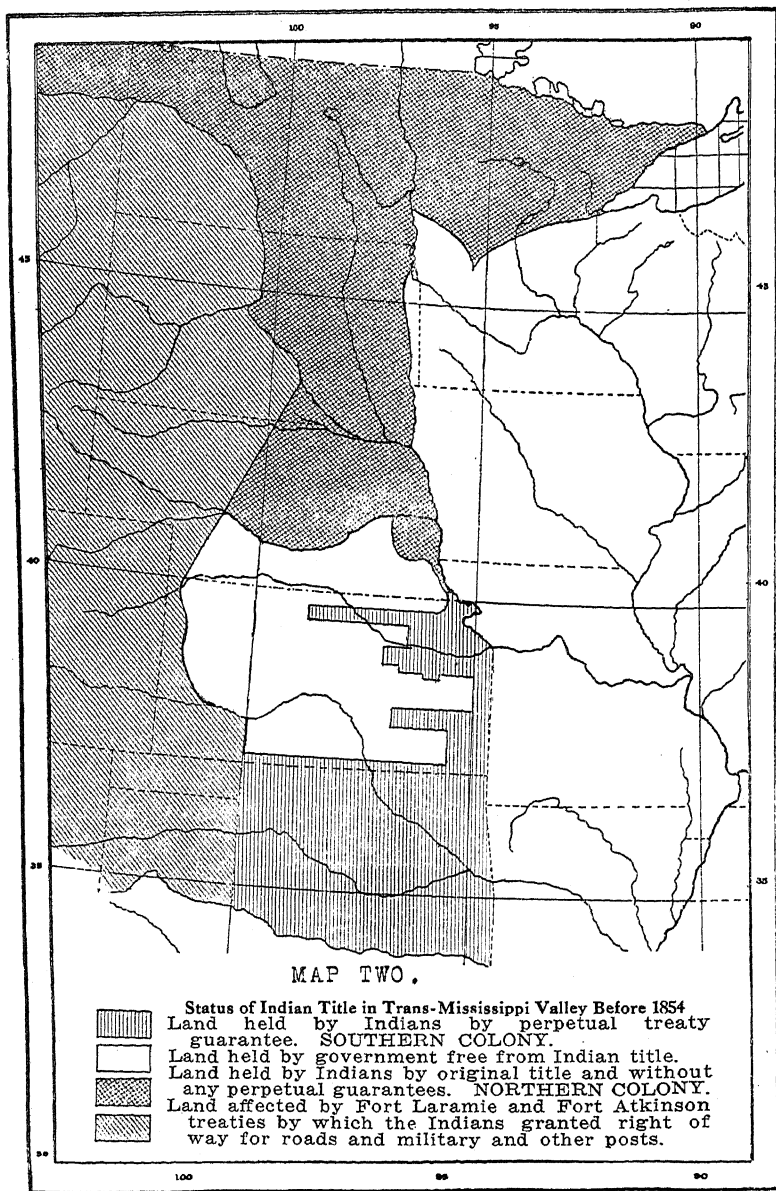 100 95 90
45 45
40 40
35 35
MAP TWO.
Status of Indian Title in Trans-Mississippi Valley Before 1854
Land held by Indians by perpetual treaty
guarantee. SOUTHERN COLONY.
Land held by government free from Indian title.
Land held by Indians by original title and without
any perpetual guarantees. NORTHERN COLONY.
Land affected by Fort Laramie and Fort Atkinson
treaties by which the Indians granted right of
way for roads and military and other posts.
30
100 95 90